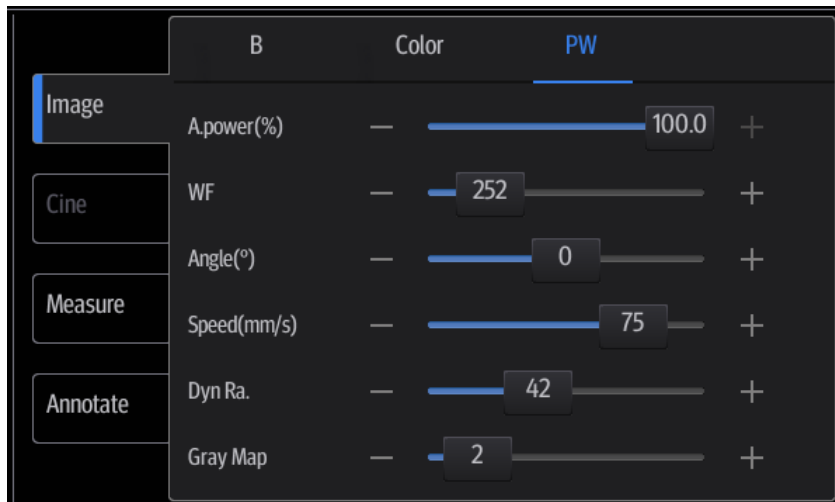 B Color PW
Image
A.power(%) — 100.0 +
Cine
WF — 252 +
Angle(°) — 0 +
Measure
Speed(mm/s) — 75 +
Annotate
Dyn Ra. — 42 +
Gray Map — 2 +